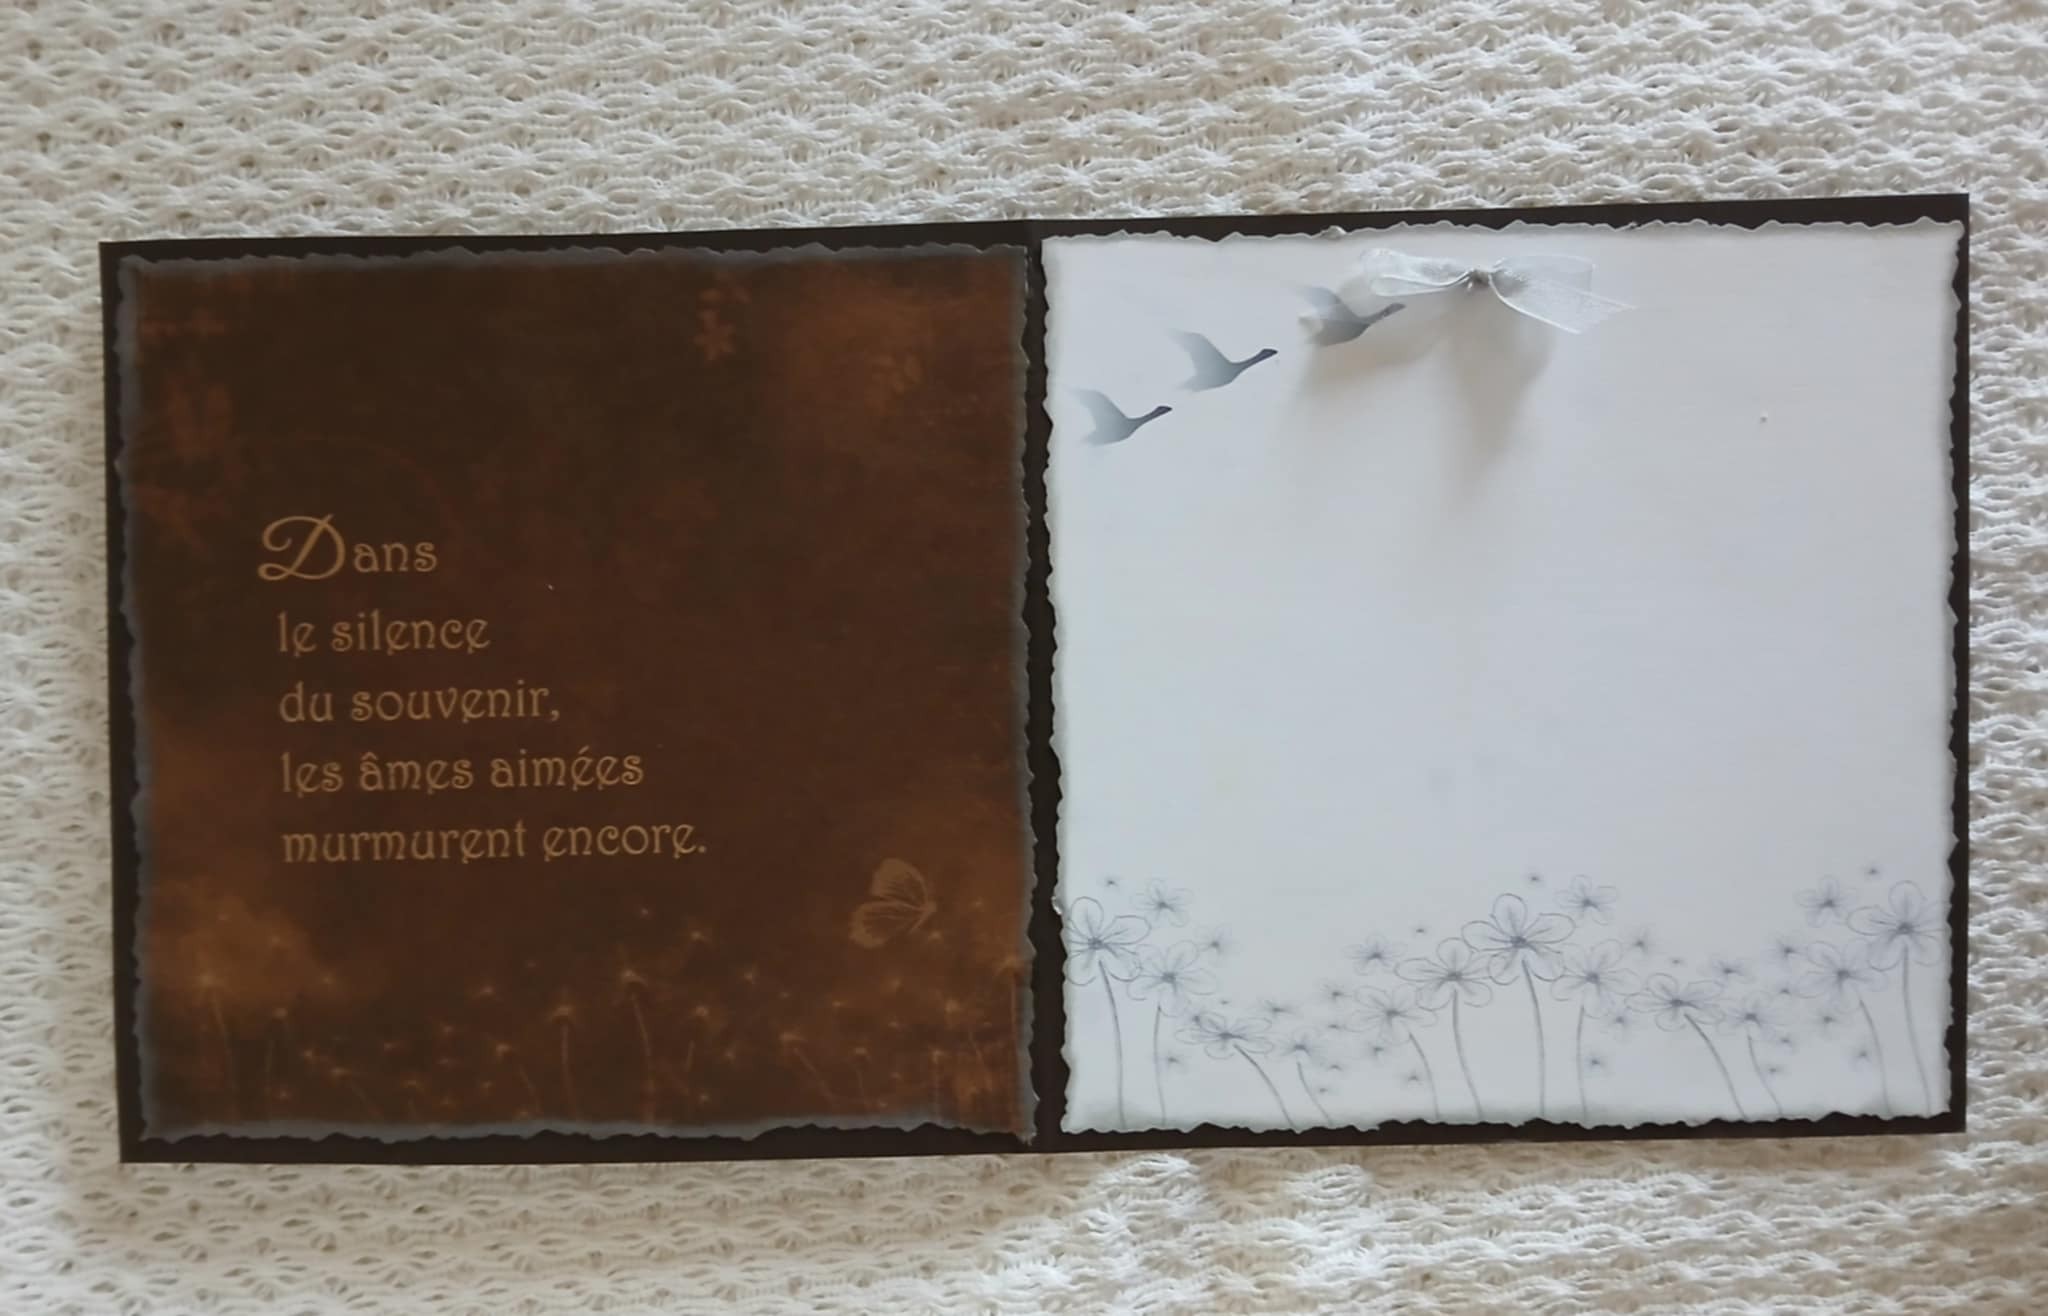 Dans
le silence
du souvenir,
les âmes aimées
murmurent encore.